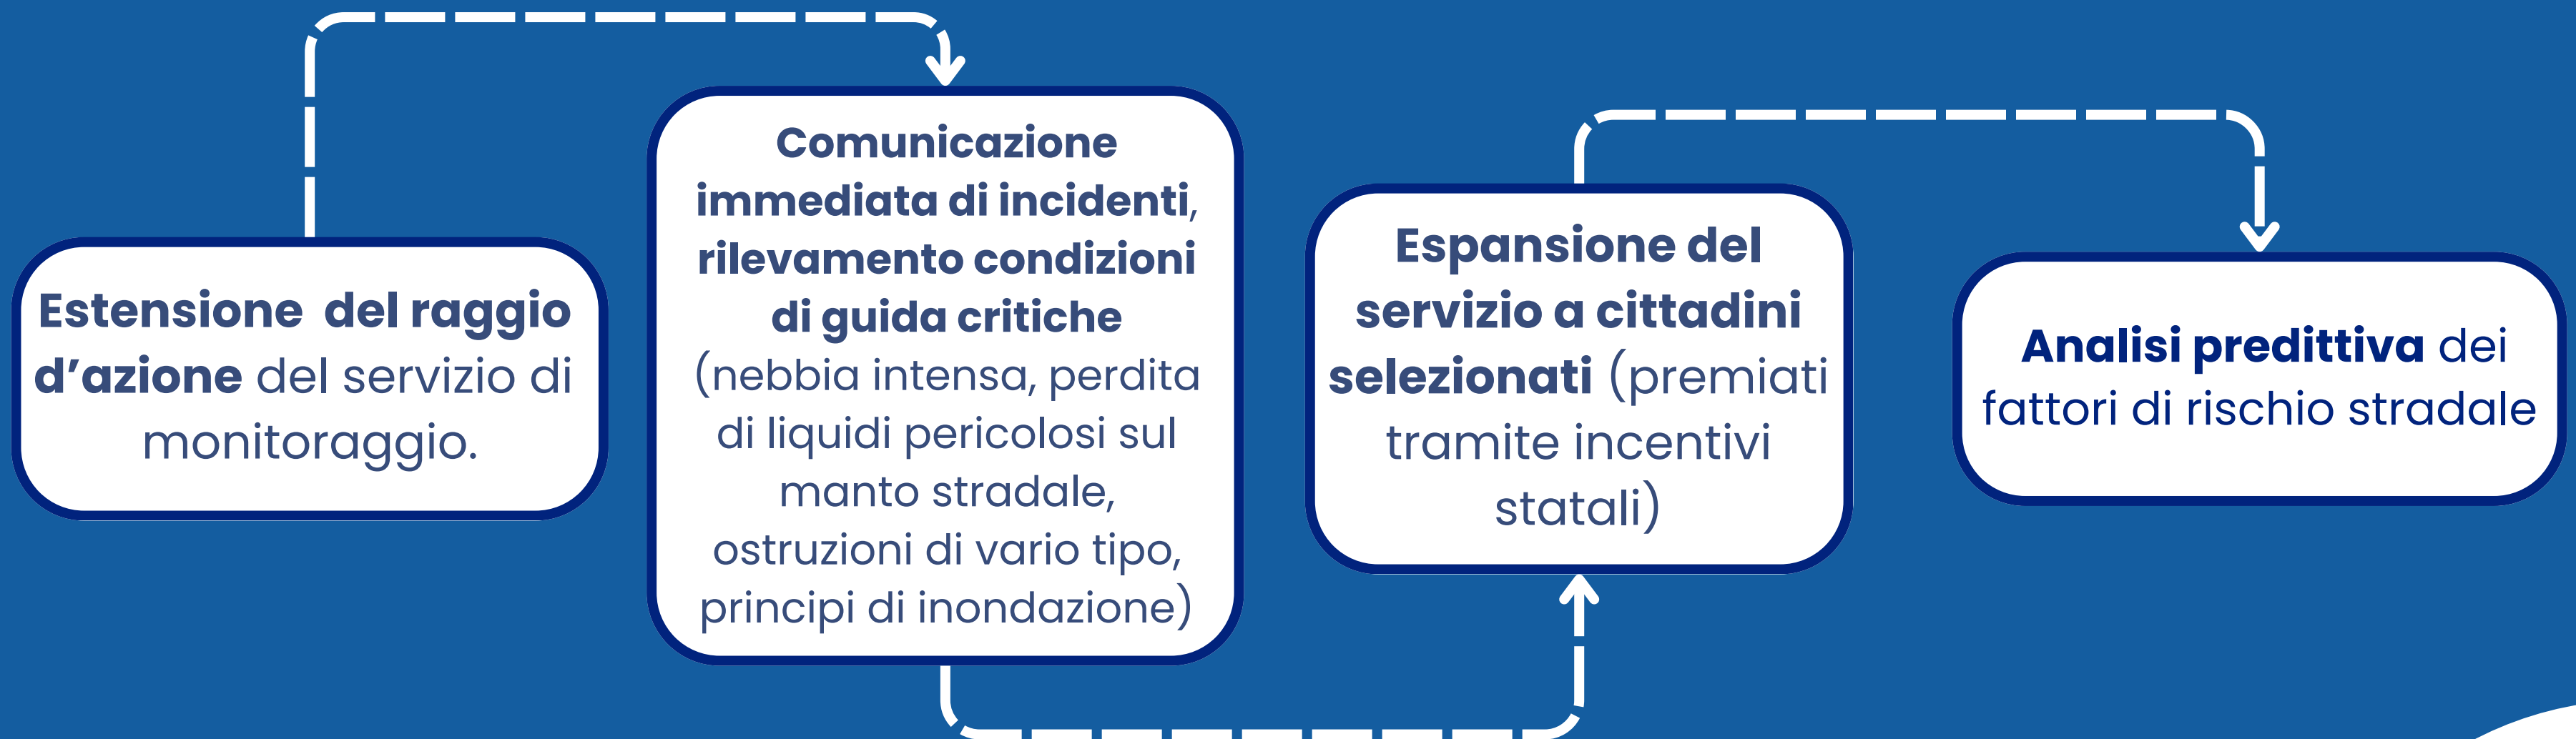 Estensione del raggio
d’azione del servizio di
monitoraggio.
Comunicazione
immediata di incidenti,
rilevamento condizioni
di guida critiche
(nebbia intensa, perdita
di liquidi pericolosi sul
manto stradale,
ostruzioni di vario tipo,
principi di inondazione)
Espansione del
servizio a cittadini
selezionati (premiati
tramite incentivi
statali)
Analisi predittiva dei
fattori di rischio stradale